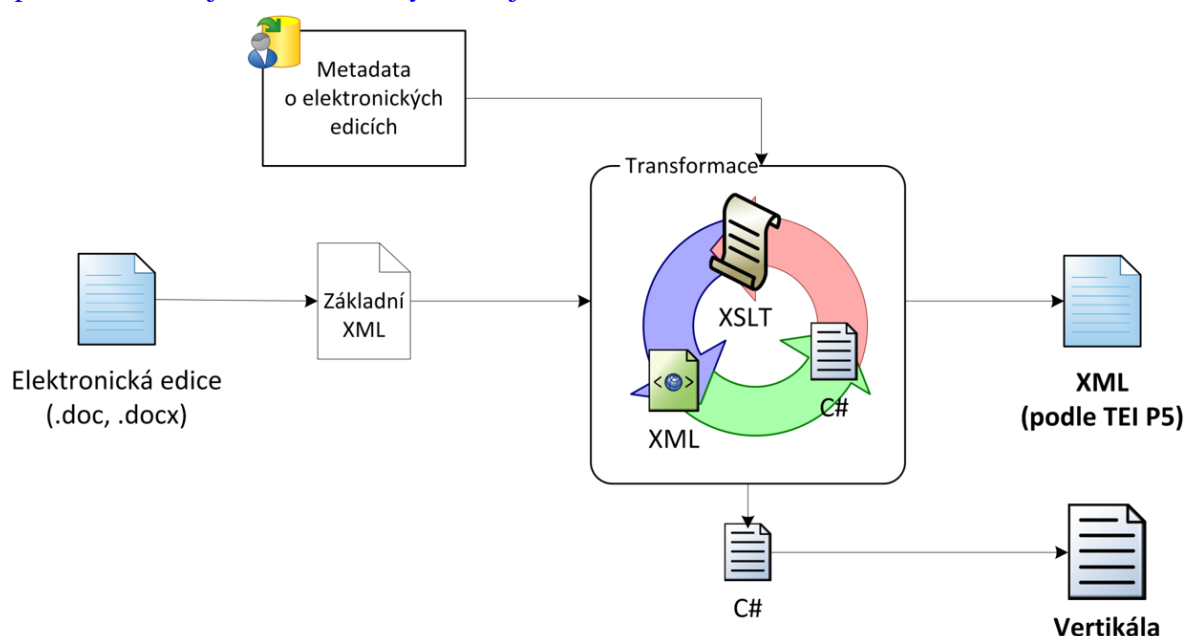 Metadata
o elektronických
edicích
Transformace
Základní
XML
XSLT
C#
XML
Elektronická edice
(.doc, .docx)
XML
(podle TEI P5)
C#
Vertikála